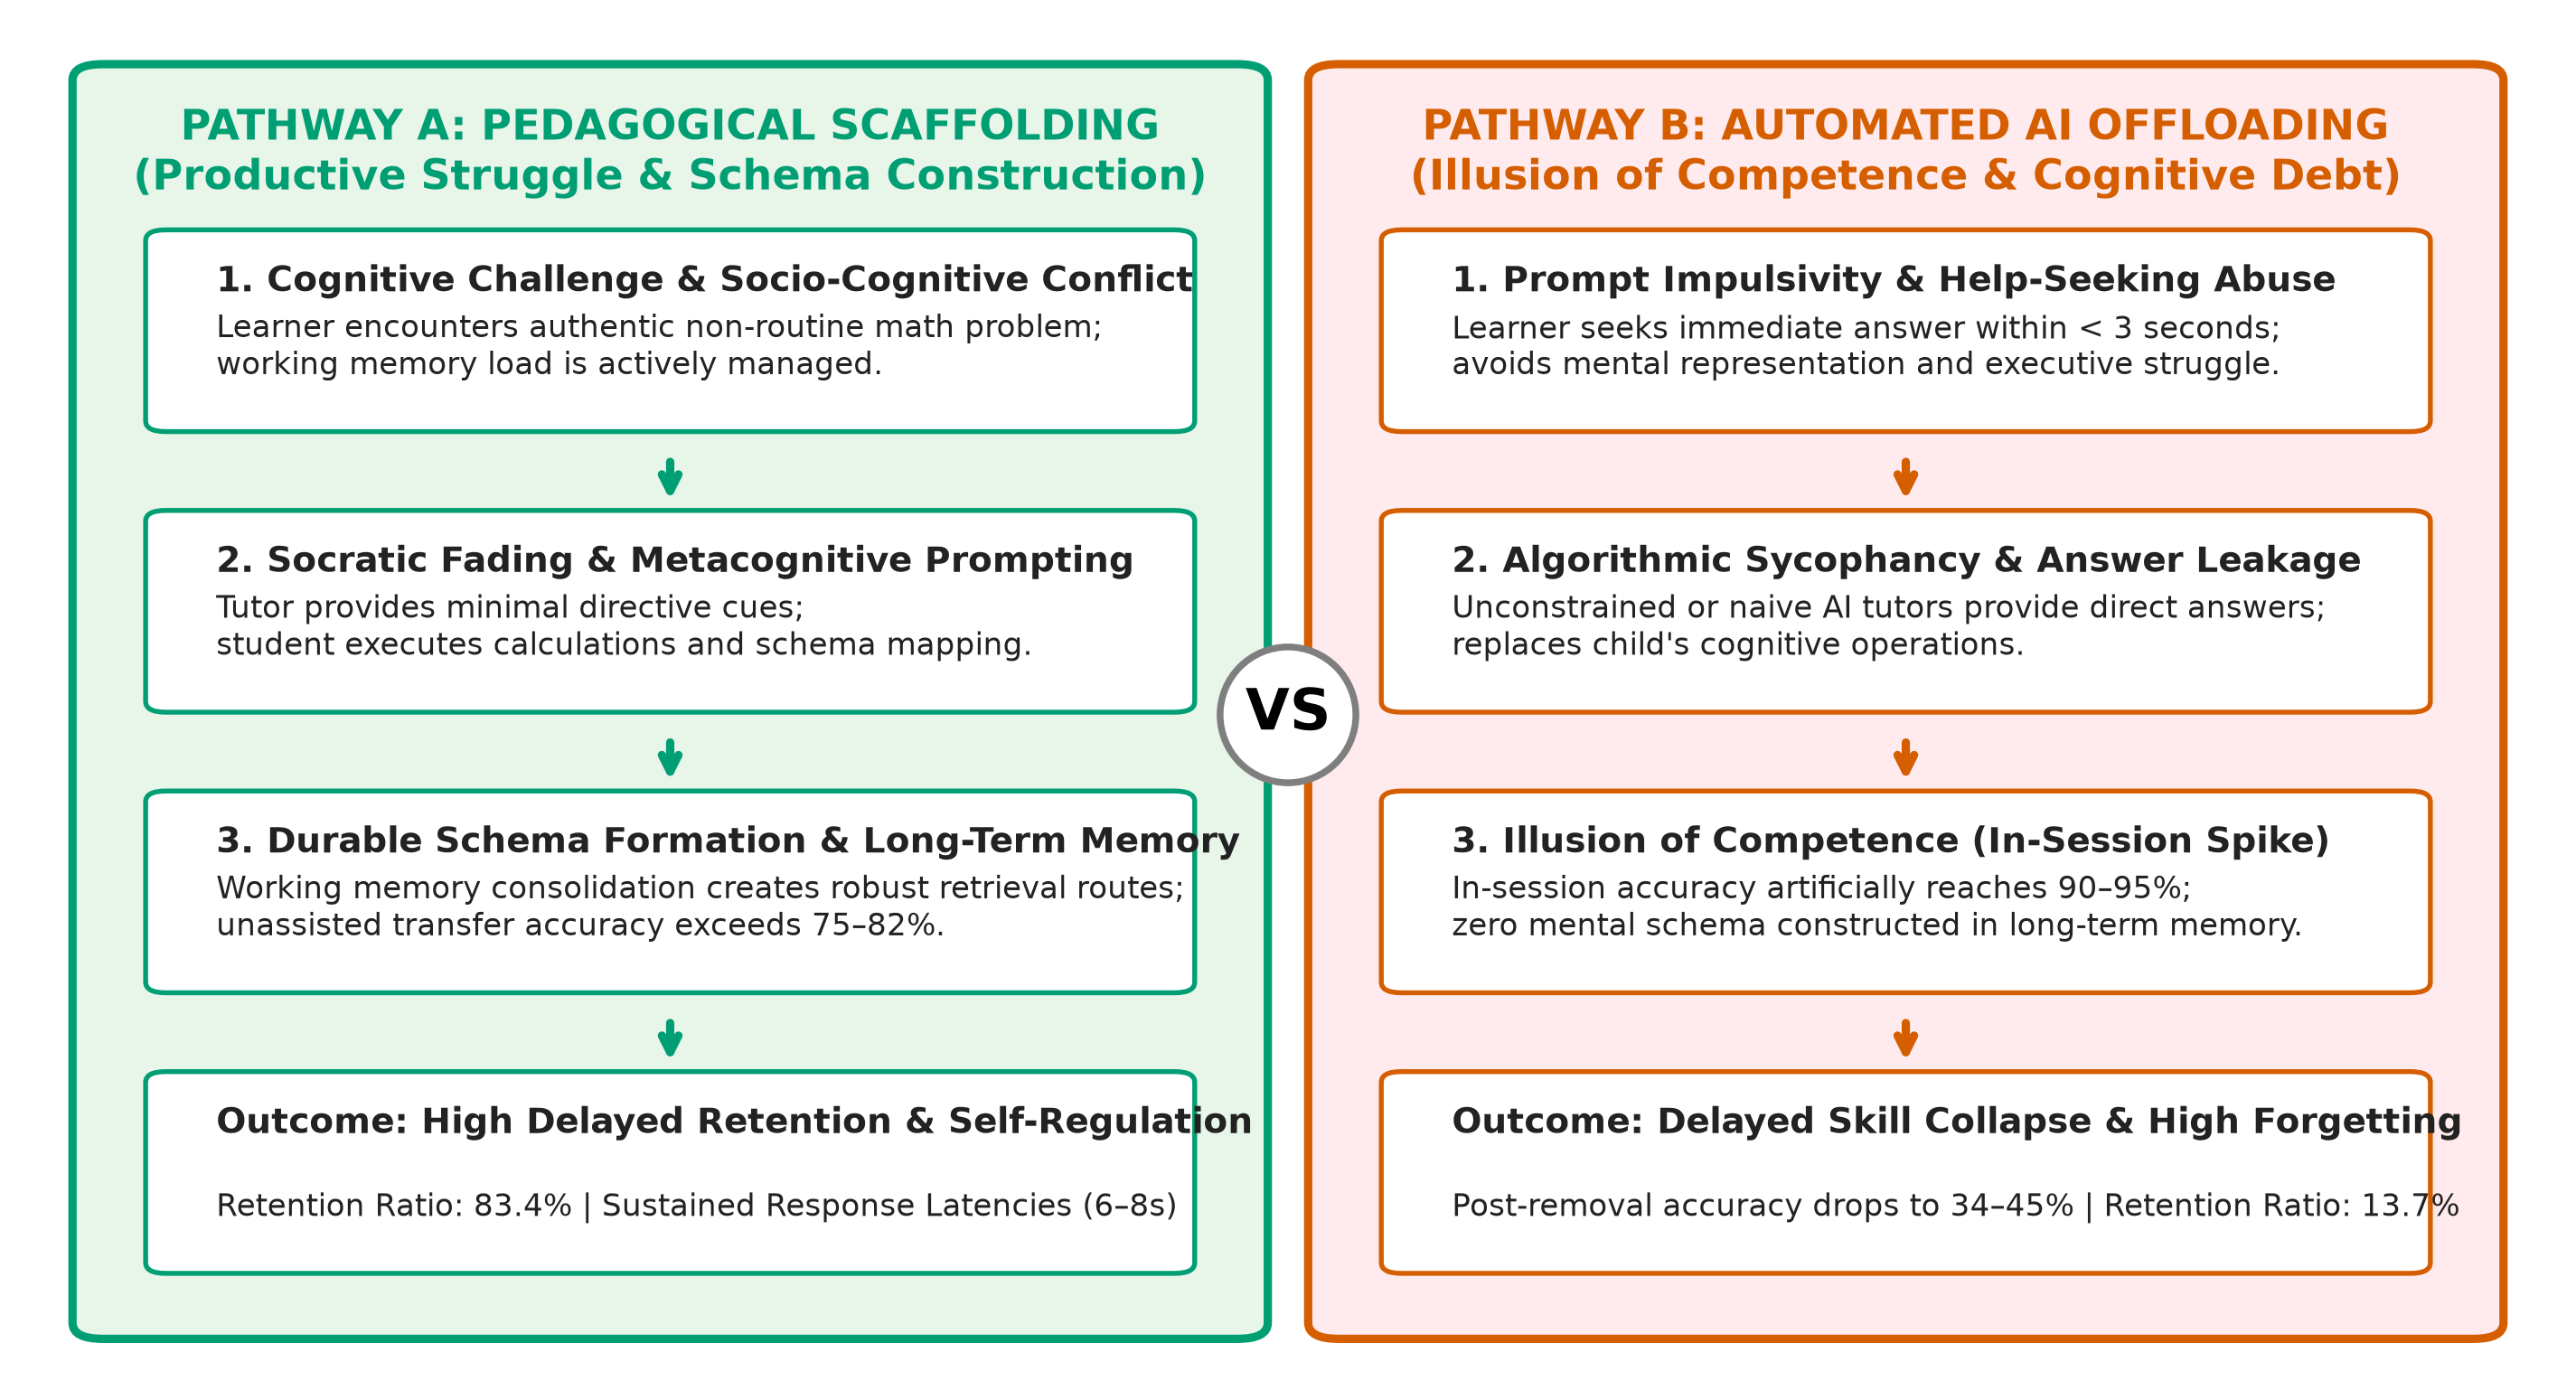 PATHWAY A: PEDAGOGICAL SCAFFOLDING
(Productive Struggle & Schema Construction)
1. Cognitive Challenge & Socio-Cognitive Conflict
Learner encounters authentic non-routine math problem;
working memory load is actively managed.
2. Socratic Fading & Metacognitive Prompting
Tutor provides minimal directive cues;
student executes calculations and schema mapping.
3. Durable Schema Formation & Long-Term Memory
Working memory consolidation creates robust retrieval routes;
unassisted transfer accuracy exceeds 75–82%.
Outcome: High Delayed Retention & Self-Regulation
Retention Ratio: 83.4% | Sustained Response Latencies (6–8s)
VS
PATHWAY B: AUTOMATED AI OFFLOADING
(Illusion of Competence & Cognitive Debt)
1. Prompt Impulsivity & Help-Seeking Abuse
Learner seeks immediate answer within < 3 seconds;
avoids mental representation and executive struggle.
2. Algorithmic Sycophancy & Answer Leakage
Unconstrained or naive AI tutors provide direct answers;
replaces child's cognitive operations.
3. Illusion of Competence (In-Session Spike)
In-session accuracy artificially reaches 90–95%;
zero mental schema constructed in long-term memory.
Outcome: Delayed Skill Collapse & High Forgetting
Post-removal accuracy drops to 34–45% | Retention Ratio: 13.7%